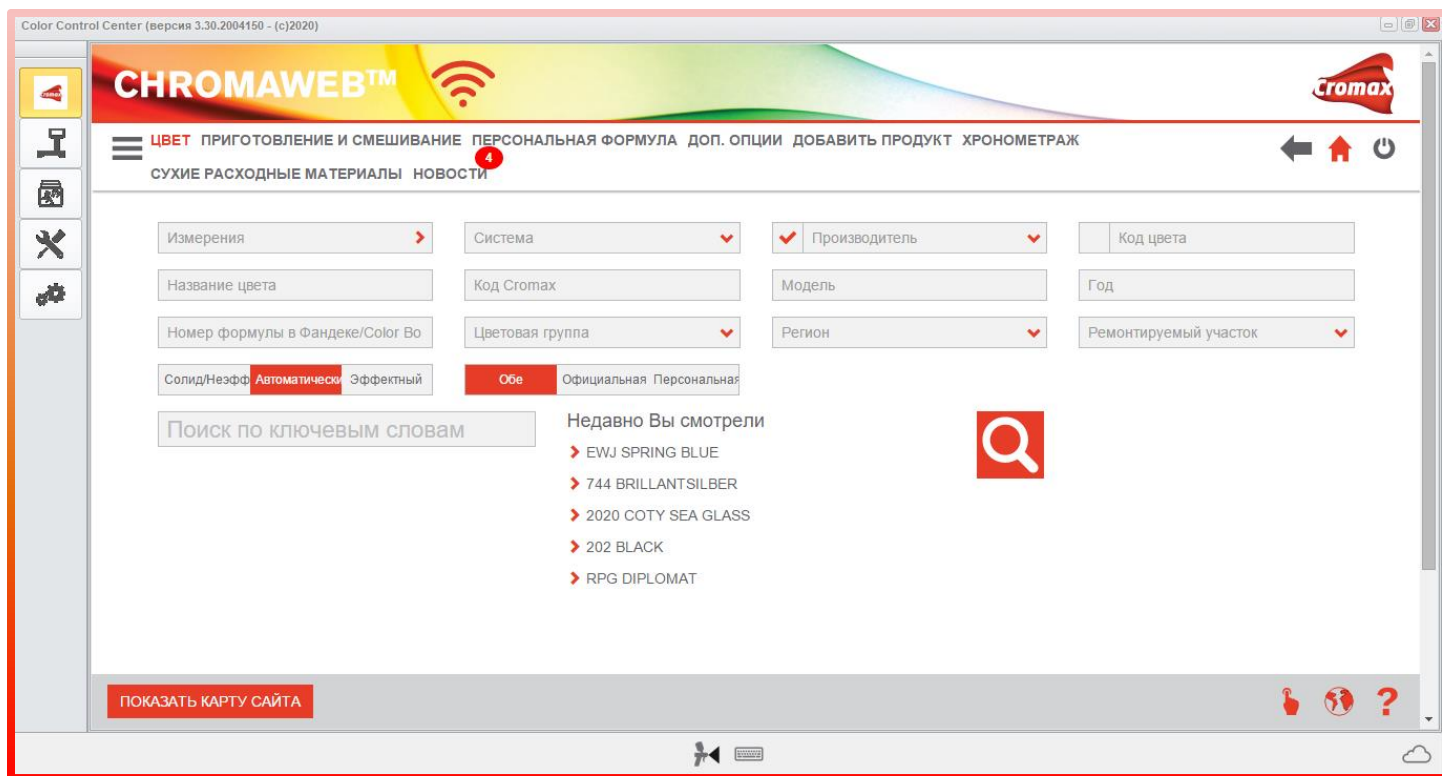 Color Control Center (версия 3.30.2004150 - (c)2020)
CHROMAWEB™
cromax
ЦВЕТ ПРИГОТОВЛЕНИЕ И СМЕШИВАНИЕ ПЕРСОНАЛЬНАЯ ФОРМУЛА ДОП. ОПЦИИ ДОБАВИТЬ ПРОДУКТ ХРОНОМЕТРАЖ
4
СУХИЕ РАСХОДНЫЕ МАТЕРИАЛЫ НОВОСТИ
Измерения Система Производитель Код цвета
Название цвета Код Cromax Модель Год
Номер формулы в Фандеке/Color Bo Цветовая группа Регион Ремонтируемый участок
Солид/Неэфф Автоматически Эффектный Обе Официальная Персональная
Поиск по ключевым словам
Недавно Вы смотрели
EWJ SPRING BLUE
744 BRILLANTSILBER
2020 COTY SEA GLASS
202 BLACK
RPG DIPLOMAT
ПОКАЗАТЬ КАРТУ САЙТА
?